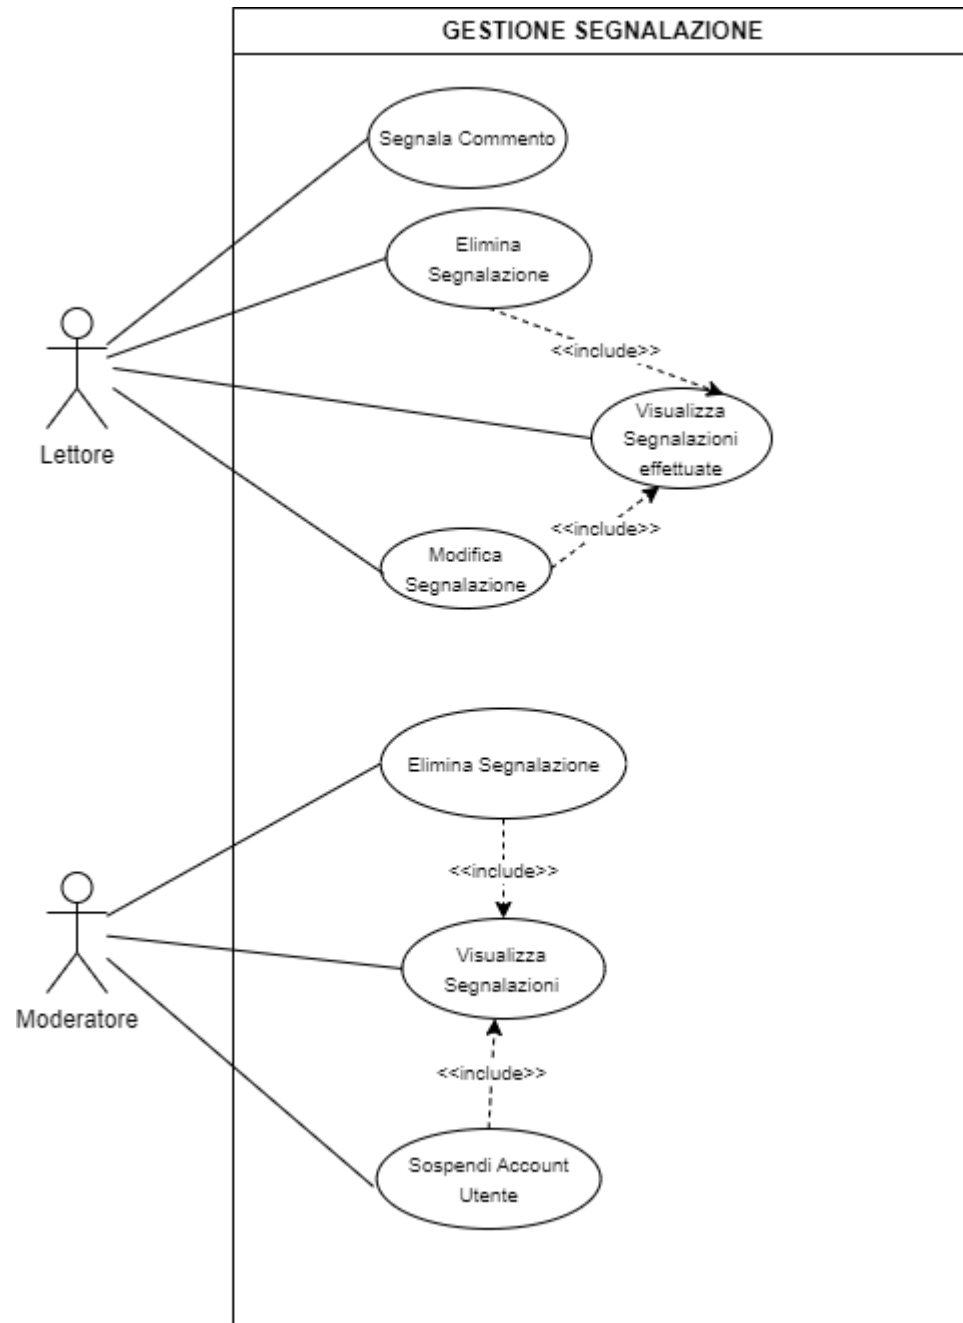 GESTIONE SEGNALAZIONE
Segnala Commento
Elimina
Segnalazione
<<include>>
Visualizza
Segnalazioni
effettuate
Lettore
<<include>>
Modifica
Segnalazione
Elimina Segnalazione
<<include>>
Visualizza
Segnalazioni
Moderatore
<<include>>
Sospendi Account
Utente